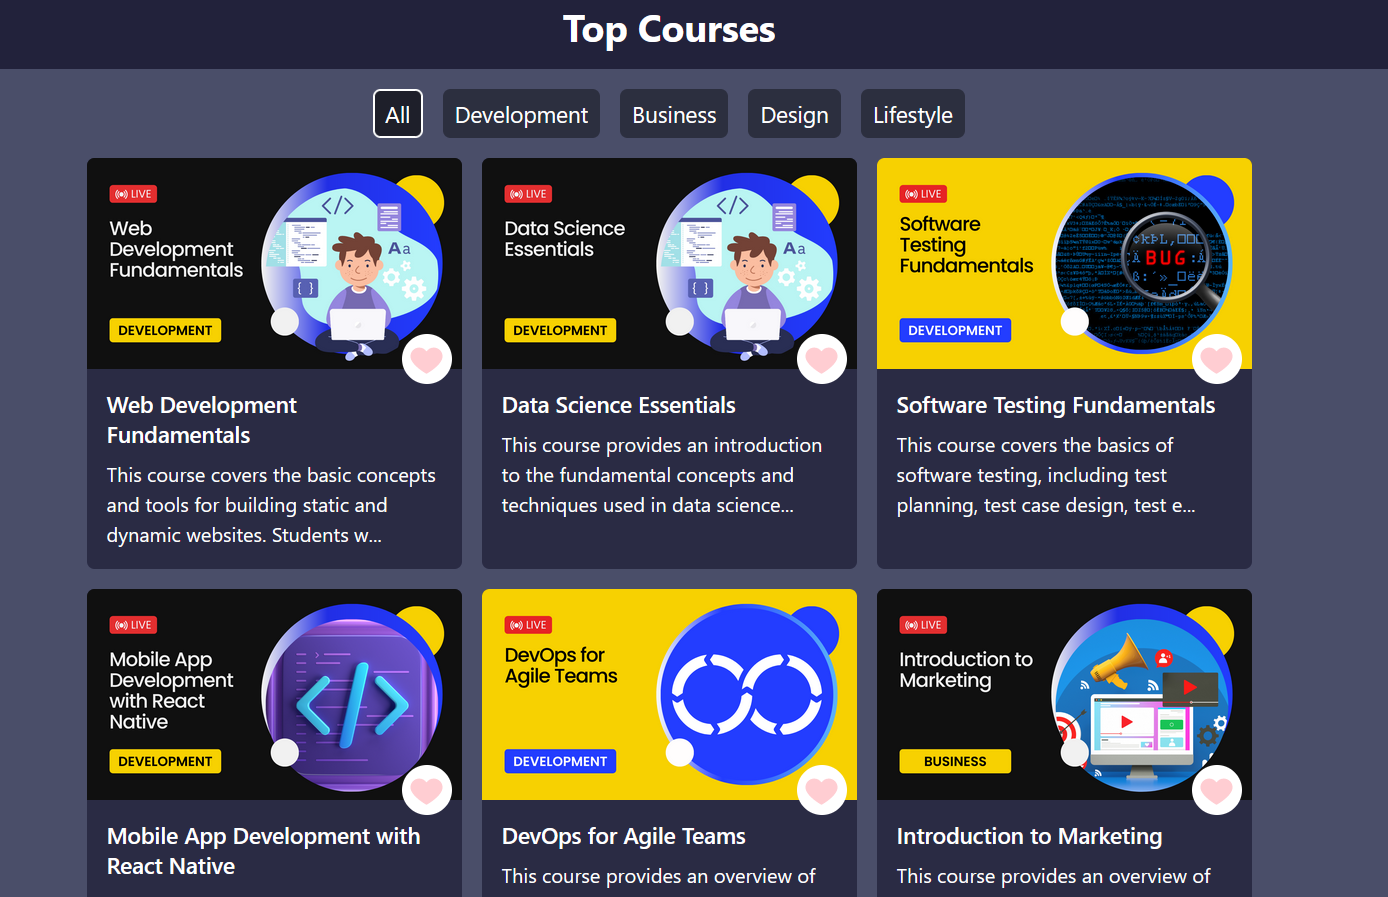 Top Courses
All
Development
Business
Design
Lifestyle
LIVE
Web
Development
Fundamentals
Aa
DEVELOPMENT
LIVE
Data Science
Essentials
Aa
DEVELOPMENT
LIVE
Software
Testing
Fundamentals
BUG
DEVELOPMENT
Web Development
Fundamentals
This course covers the basic concepts
and tools for building static and
dynamic websites. Students w...
Data Science Essentials
This course provides an introduction
to the fundamental concepts and
techniques used in data science...
Software Testing Fundamentals
This course covers the basics of
software testing, including test
planning, test case design, test e...
LIVE
Mobile App
Development
with React
Native
DEVELOPMENT
LIVE
DevOps for
Agile Teams
DEVELOPMENT
LIVE
Introduction to
Marketing
BUSINESS
Mobile App Development with
React Native
DevOps for Agile Teams
This course provides an overview of
Introduction to Marketing
This course provides an overview of